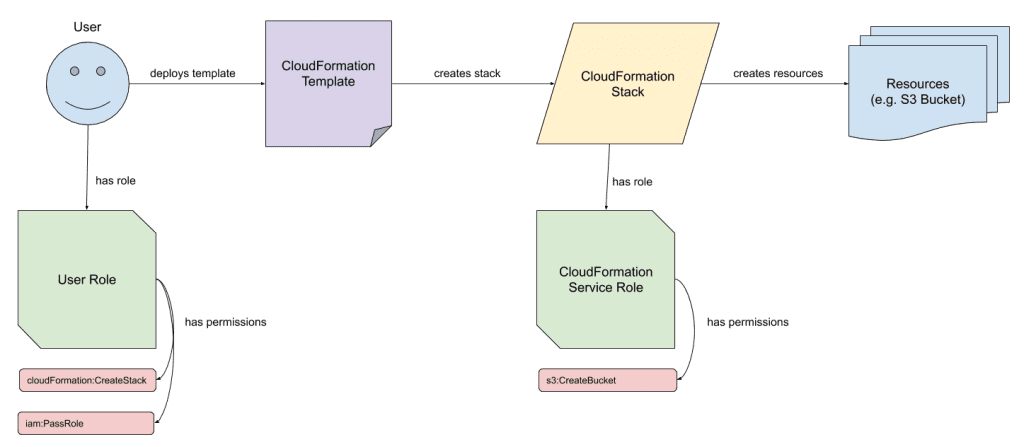 User
deploys template
CloudFormation
Template
creates stack
CloudFormation
Stack
creates resources
Resources
(e.g. S3 Bucket)
has role
has role
User Role
CloudFormation
Service Role
has permissions
has permissions
cloudFormation:CreateStack
s3:CreateBucket
iam:PassRole